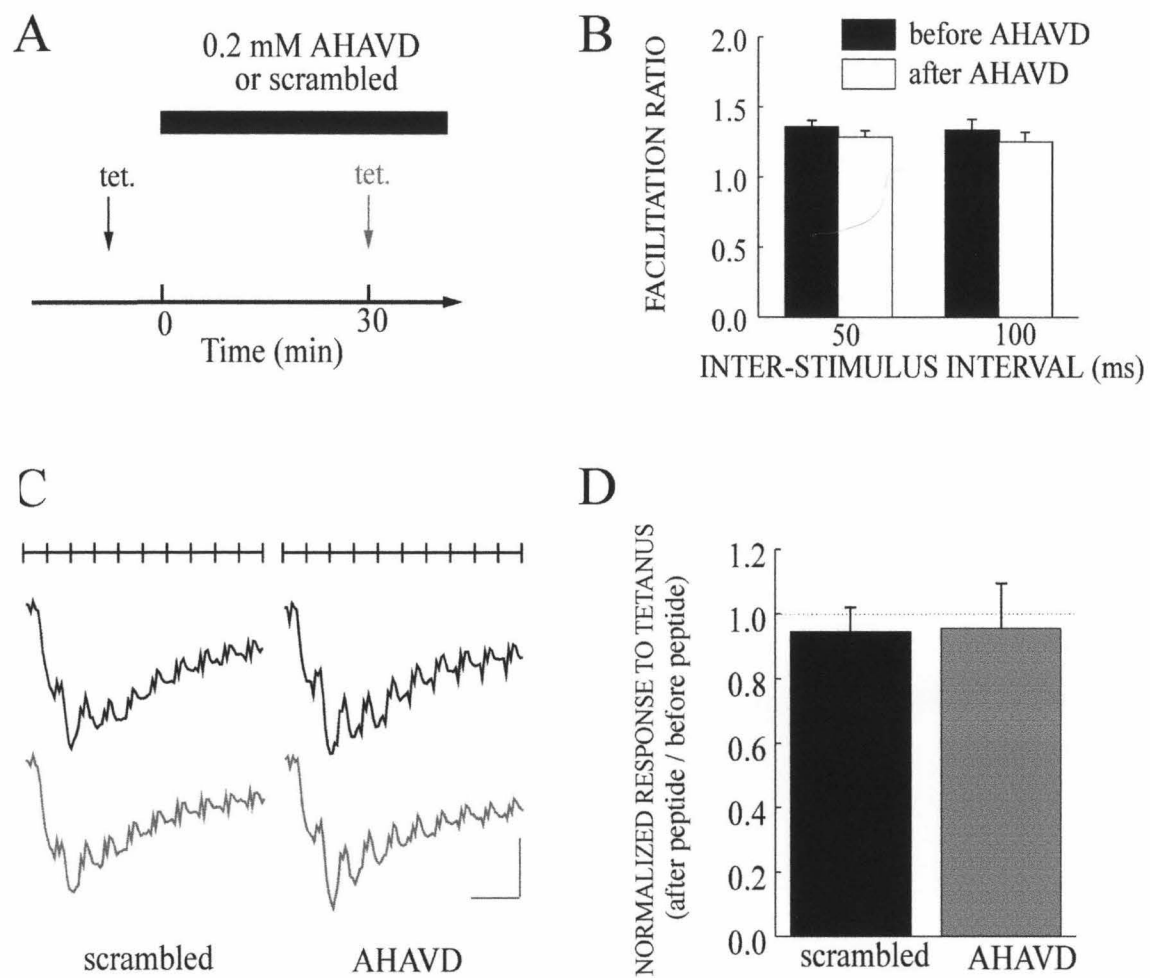 A
0.2 mM AHAVD
or scrambled
tet.
tet.
0
30
Time (min)
B
before AHAVD
after AHAVD
FACILITATION RATIO
2.0
1.5
1.0
0.5
0.0
50
100
INTER-STIMULUS INTERVAL (ms)
C
scrambled
AHAVD
D
NORMALIZED RESPONSE TO TETANUS
(after peptide / before peptide)
1.2
1.0
0.8
0.6
0.4
0.2
0.0
scrambled
AHAVD